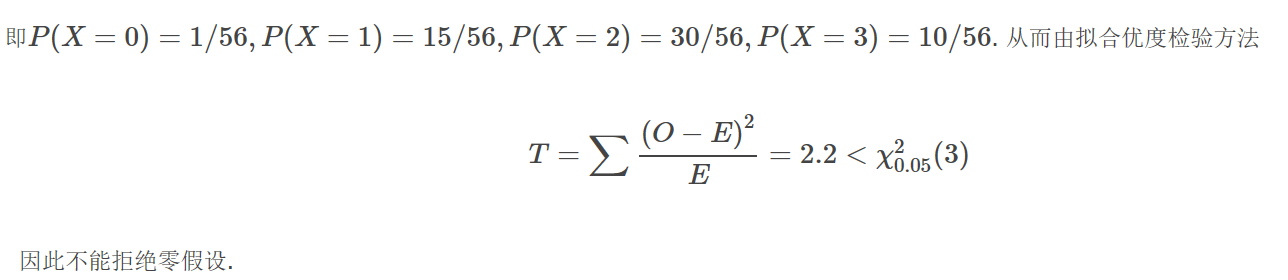 即P(X = 0) = 1/56, P(X = 1) = 15/56, P(X = 2) = 30/56, P(X = 3) = 10/56. 从而由拟合优度检验方法
T = ∑ (O − E)² / E = 2.2 < χ²₀.₀₅(3)
因此不能拒绝零假设.